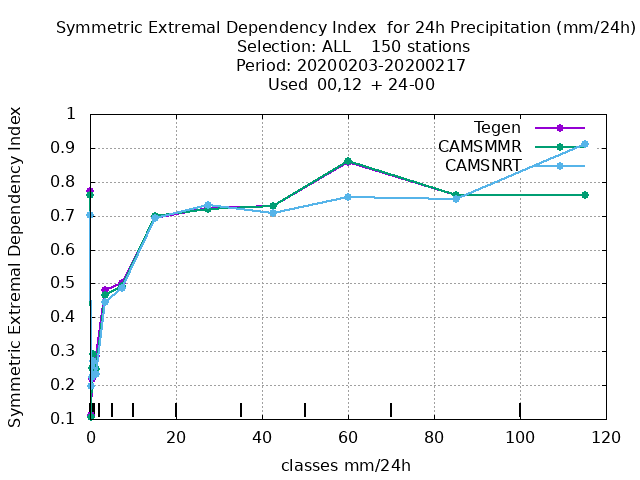 Symmetric Extremal Dependency Index  for 24h Precipitation (mm/24h)
Selection: ALL    150 stations
Period: 20200203-20200217
Used  00,12  + 24-00
Symmetric Extremal Dependency Index
1
0.9
0.8
0.7
0.6
0.5
0.4
0.3
0.2
0.1
Tegen
CAMSMMR
CAMSNRT
0 20 40 60 80 100 120
classes mm/24h